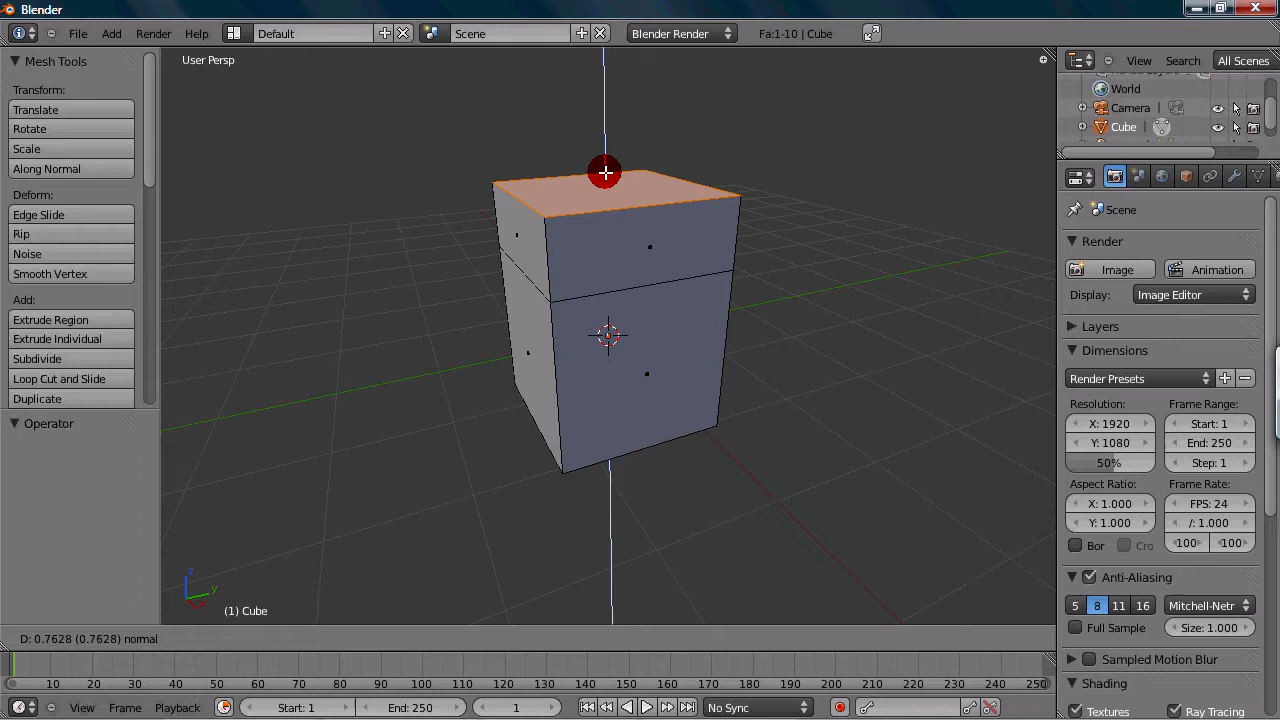 Blender
File Add Render Help Default Scene Blender Render Fa:1-10 | Cube
Mesh Tools
Transform:
Translate
Rotate
Scale
Along Normal
Deform:
Edge Slide
Rip
Noise
Smooth Vertex
Add:
Extrude Region
Extrude Individual
Subdivide
Loop Cut and Slide
Duplicate
Operator
User Persp
z
y
x
(1) Cube
D: 0.7628 (0.7628) normal
View Search All Scenes
World
Camera
Cube
Scene
Render
Image Animation
Display: Image Editor
Layers
Dimensions
Render Presets
Resolution: Frame Range:
X: 1920 Start: 1
Y: 1080 End: 250
50% Step: 1
Aspect Ratio: Frame Rate:
X: 1.000 FPS: 24
Y: 1.000 /: 1.000
Bor Cro 100 100
Anti-Aliasing
5 8 11 16 Mitchell-Netr
Full Sample Size: 1.000
Sampled Motion Blur
Shading
Textures Ray Tracing
10 20 30 40 50 60 70 80 90 100 110 120 130 140 150 160 170 180 190 200 210 220 230 240 250
View Frame Playback Start: 1 End: 250 1 No Sync